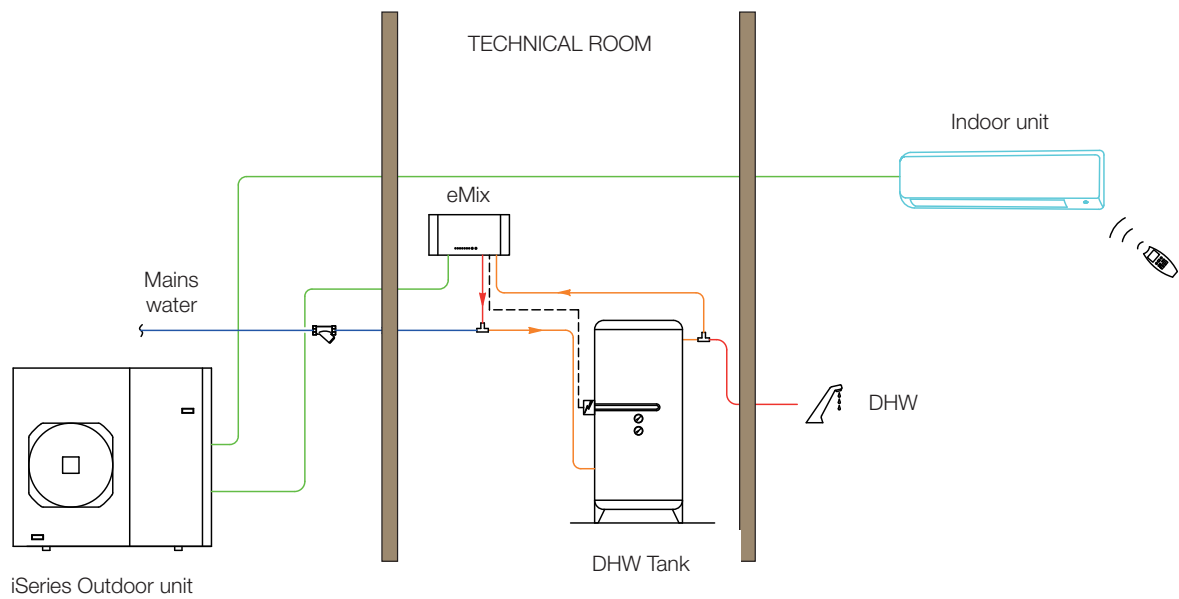 TECHNICAL ROOM
Indoor unit
eMix
Mains
water
DHW
DHW Tank
iSeries Outdoor unit